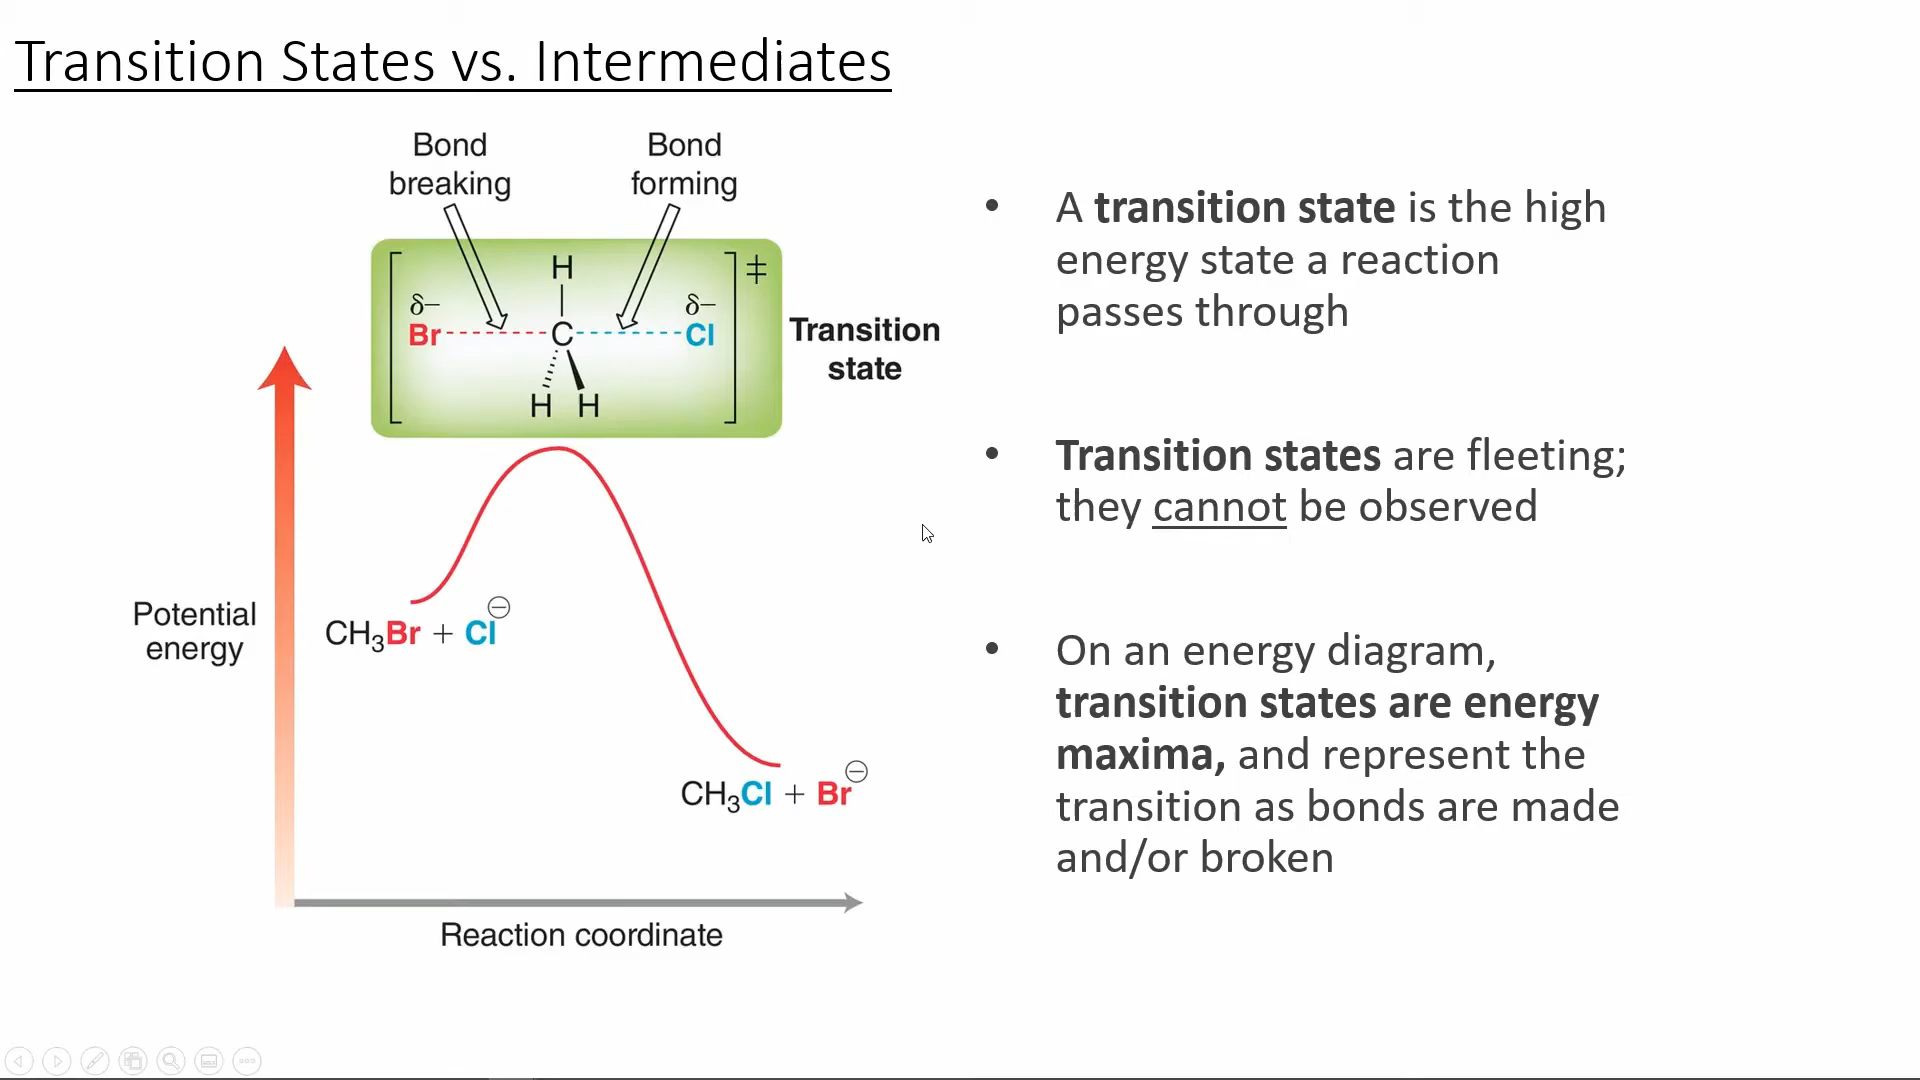 Transition States vs. Intermediates
Bond
breaking
Bond
forming
H
‡
δ− δ−
Br C Cl
H H
Transition
state
CH₃Br + Cl⊖
Potential
energy
CH₃Cl + Br⊖
Reaction coordinate
• A transition state is the high
energy state a reaction
passes through
• Transition states are fleeting;
they cannot be observed
• On an energy diagram,
transition states are energy
maxima, and represent the
transition as bonds are made
and/or broken